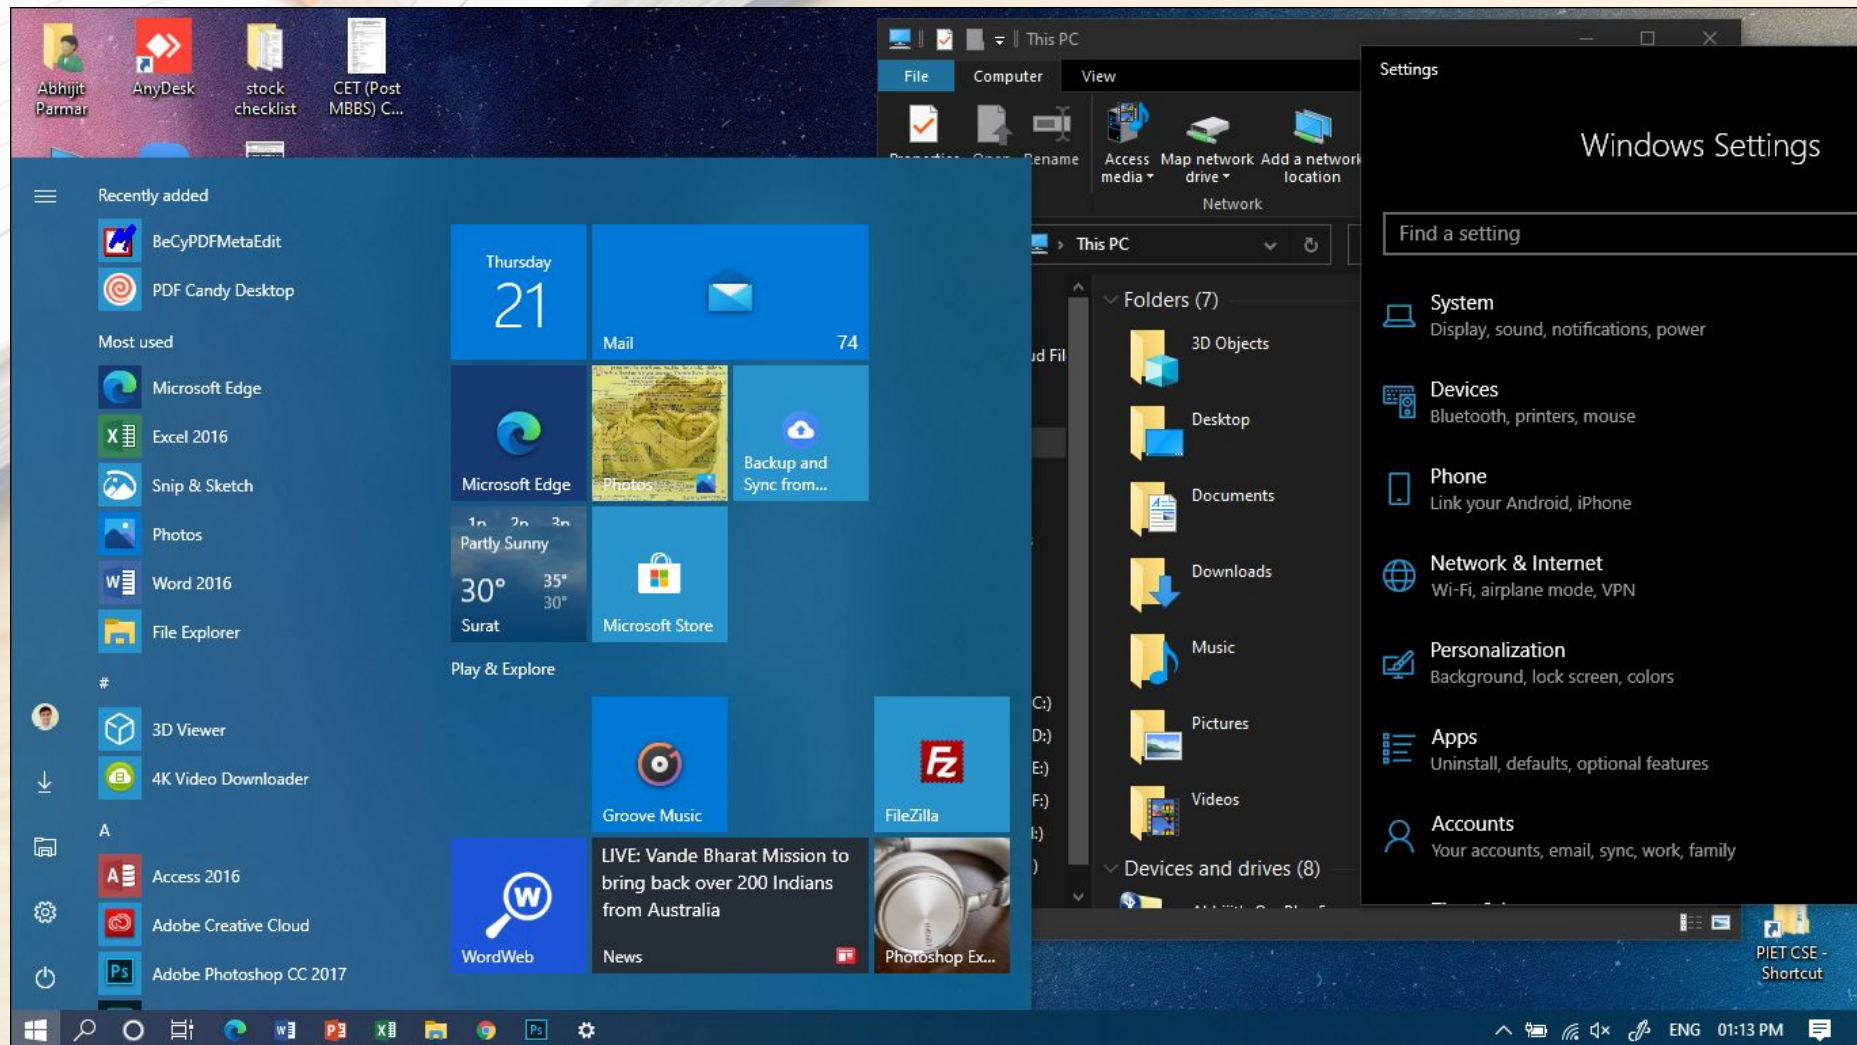 Abhijit
Parmar
AnyDesk
stock
checklist
CET (Post
MBBS) C...
This PC
File
Computer
View
Rename
Access
media
Map network
drive
Add a network
location
Network
This PC
Folders (7)
3D Objects
Desktop
Documents
Downloads
Music
Pictures
Videos
Devices and drives (8)
ud Fil
C:)
D:)
E:)
F:)
Settings
Windows Settings
Find a setting
System
Display, sound, notifications, power
Devices
Bluetooth, printers, mouse
Phone
Link your Android, iPhone
Network & Internet
Wi-Fi, airplane mode, VPN
Personalization
Background, lock screen, colors
Apps
Uninstall, defaults, optional features
Accounts
Your accounts, email, sync, work, family
Recently added
BeCyPDFMetaEdit
PDF Candy Desktop
Most used
Microsoft Edge
Excel 2016
Snip & Sketch
Photos
Word 2016
File Explorer
#
3D Viewer
4K Video Downloader
A
Access 2016
Adobe Creative Cloud
Adobe Photoshop CC 2017
Thursday
21
Mail
74
Microsoft Edge
Photos
Backup and
Sync from...
Partly Sunny
30°
35°
30°
Surat
Microsoft Store
Play & Explore
Groove Music
FileZilla
WordWeb
LIVE: Vande Bharat Mission to
bring back over 200 Indians
from Australia
News
Photoshop Ex...
PIET CSE -
Shortcut
ENG
01:13 PM